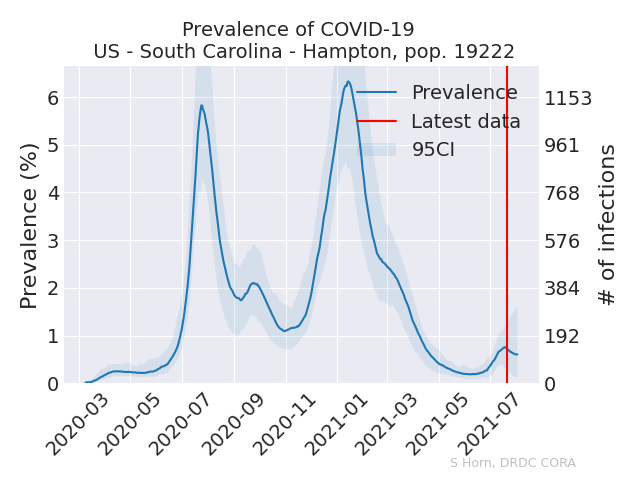 Prevalence of COVID-19
US - South Carolina - Hampton, pop. 19222
Prevalence
Latest data
95CI
Prevalence (%)
6
5
4
3
2
1
0
1153
961
768
576
384
192
0
# of infections
2020-03
2020-05
2020-07
2020-09
2020-11
2021-01
2021-03
2021-05
2021-07
S Horn, DRDC CORA